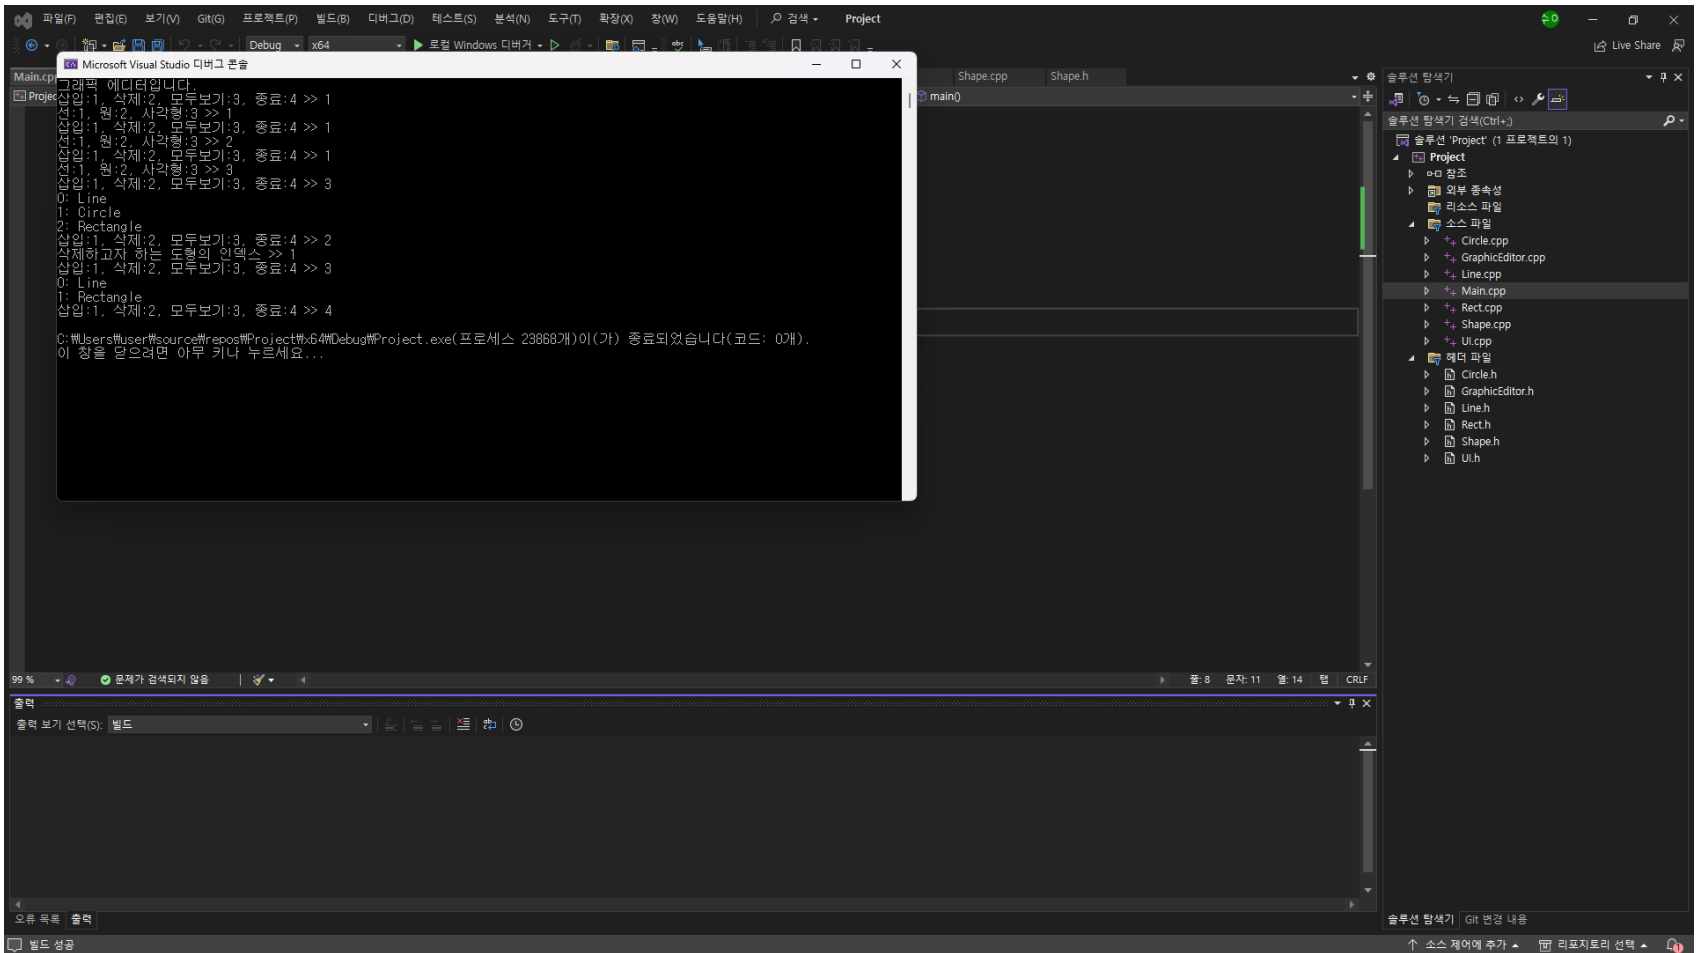 파일(F) 편집(E) 보기(V) Git(G) 프로젝트(P) 빌드(B) 디버그(D) 테스트(S) 분석(N) 도구(T) 확장(X) 창(W) 도움말(H) 검색 Project
Debug x64 로컬 Windows 디버거 Live Share
Microsoft Visual Studio 디버그 콘솔
그래픽 에디터입니다.
삽입:1, 삭제:2, 모두보기:3, 종료:4 >> 1
선:1, 원:2, 사각형:3 >> 1
삽입:1, 삭제:2, 모두보기:3, 종료:4 >> 1
선:1, 원:2, 사각형:3 >> 2
삽입:1, 삭제:2, 모두보기:3, 종료:4 >> 1
선:1, 원:2, 사각형:3 >> 3
삽입:1, 삭제:2, 모두보기:3, 종료:4 >> 3
0: Line
1: Circle
2: Rectangle
삽입:1, 삭제:2, 모두보기:3, 종료:4 >> 2
삭제하고자 하는 도형의 인덱스 >> 1
삽입:1, 삭제:2, 모두보기:3, 종료:4 >> 3
0: Line
1: Rectangle
삽입:1, 삭제:2, 모두보기:3, 종료:4 >> 4
C:₩Users₩user₩source₩repos₩Project₩x64₩Debug₩Project.exe(프로세스 23868개)이(가) 종료되었습니다(코드: 0개).
이 창을 닫으려면 아무 키나 누르세요...
Main.cp Shape.cpp Shape.h
Projec main()
99 % 문제가 검색되지 않음 줄: 8 문자: 11 열: 14 탭 CRLF
출력
출력 보기 선택(S): 빌드
오류 목록 출력
솔루션 탐색기
솔루션 탐색기 검색(Ctrl+;)
솔루션 'Project' (1 프로젝트의 1)
Project
참조
외부 종속성
리소스 파일
소스 파일
Circle.cpp
GraphicEditor.cpp
Line.cpp
Main.cpp
Rect.cpp
Shape.cpp
UI.cpp
헤더 파일
Circle.h
GraphicEditor.h
Line.h
Rect.h
Shape.h
UI.h
솔루션 탐색기 Git 변경 내용
빌드 성공 소스 제어에 추가 리포지토리 선택 1